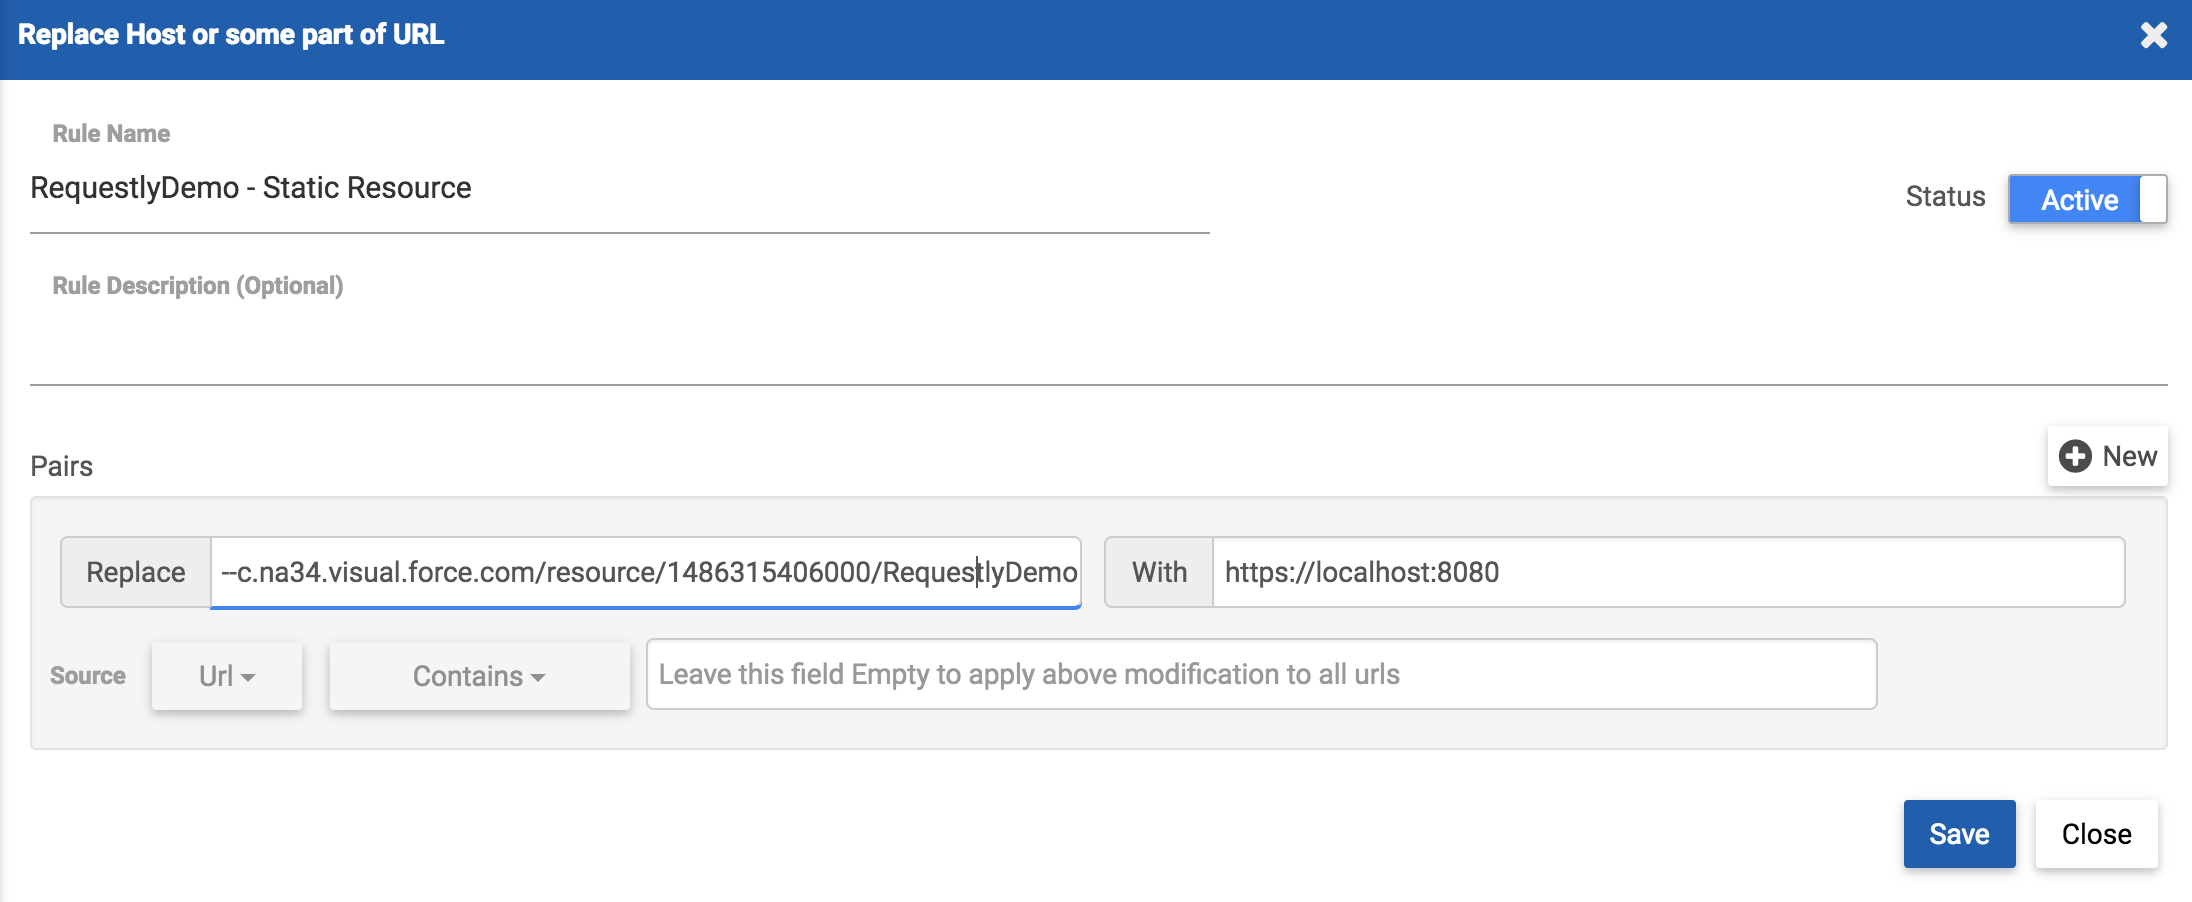 Replace Host or some part of URL
Rule Name
RequestlyDemo - Static Resource
Status Active
Rule Description (Optional)
Pairs
New
Replace --c.na34.visual.force.com/resource/1486315406000/RequestlyDemo With https://localhost:8080
Source Url Contains Leave this field Empty to apply above modification to all urls
Save Close